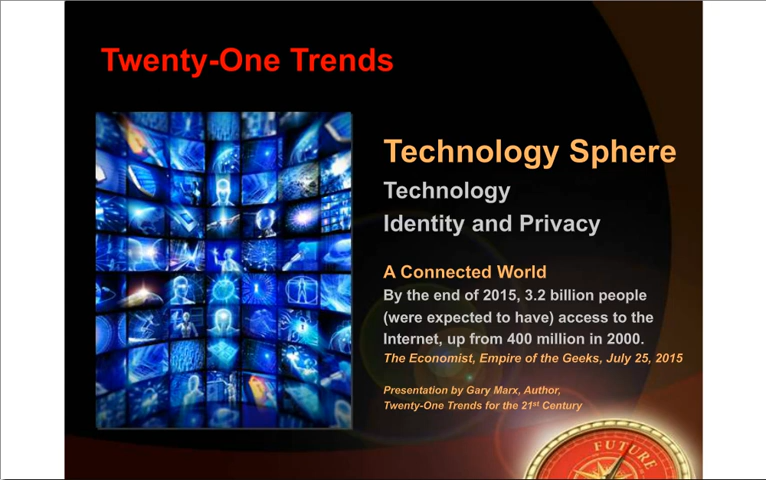 Twenty-One Trends
Technology Sphere
Technology
Identity and Privacy
A Connected World
By the end of 2015, 3.2 billion people
(were expected to have) access to the
Internet, up from 400 million in 2000.
The Economist, Empire of the Geeks, July 25, 2015
Presentation by Gary Marx, Author,
Twenty-One Trends for the 21st Century
FUTURE